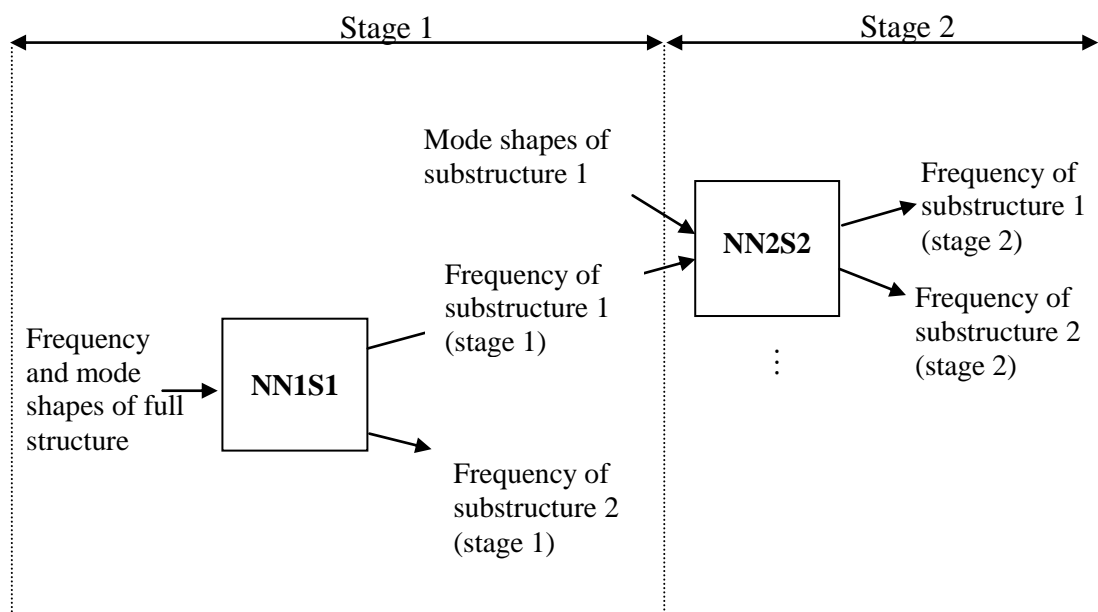 Stage 1
Stage 2
Mode shapes of
substructure 1
Frequency of
substructure 1
(stage 2)
NN2S2
Frequency of
substructure 1
(stage 1)
Frequency of
substructure 2
(stage 2)
Frequency
and mode
shapes of full
structure
NN1S1
Frequency of
substructure 2
(stage 1)